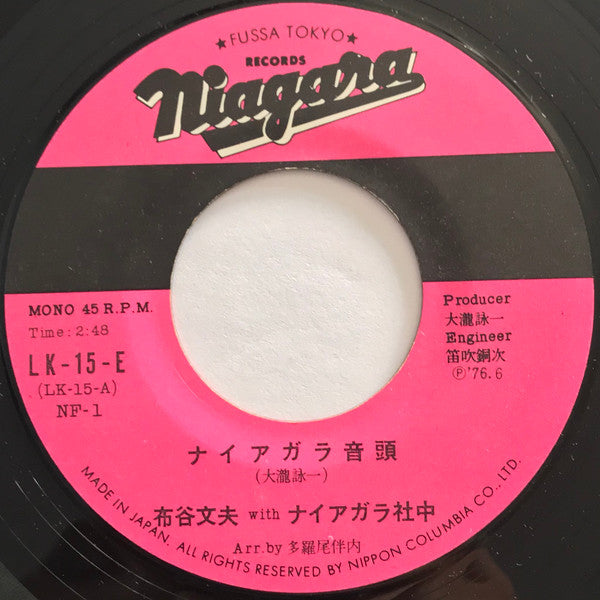 ★FUSSA TOKYO★
RECORDS
Niagara
MONO 45 R.P.M.
Time: 2:48
LK-15-E
(LK-15-A)
NF-1
Producer
大瀧詠一
Engineer
笛吹銅次
Ⓟ'76.6
ナイアガラ音頭
(大瀧詠一)
布谷文夫 with ナイアガラ社中
Arr.by 多羅尾伴内
MADE IN JAPAN. ALL RIGHTS RESERVED BY NIPPON COLUMBIA CO., LTD.